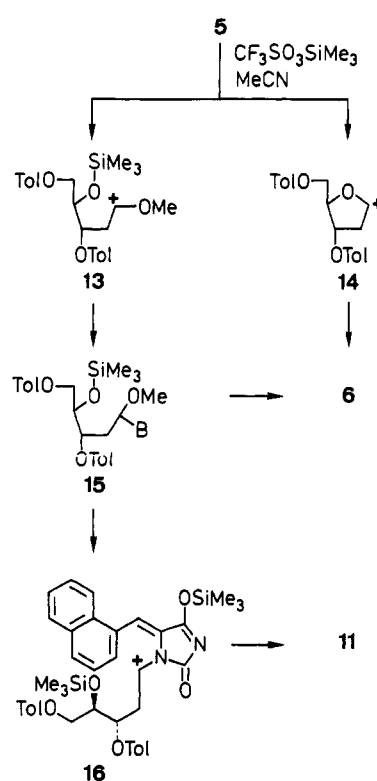 5
CF₃SO₃SiMe₃
MeCN
SiMe₃
TolO
O
+
OMe
OTol
13
TolO
O
+
OTol
14
SiMe₃
TolO
O
OMe
B
OTol
15
6
OSiMe₃
N
+
N
O
Me₃SiO
TolO
OTol
16
11